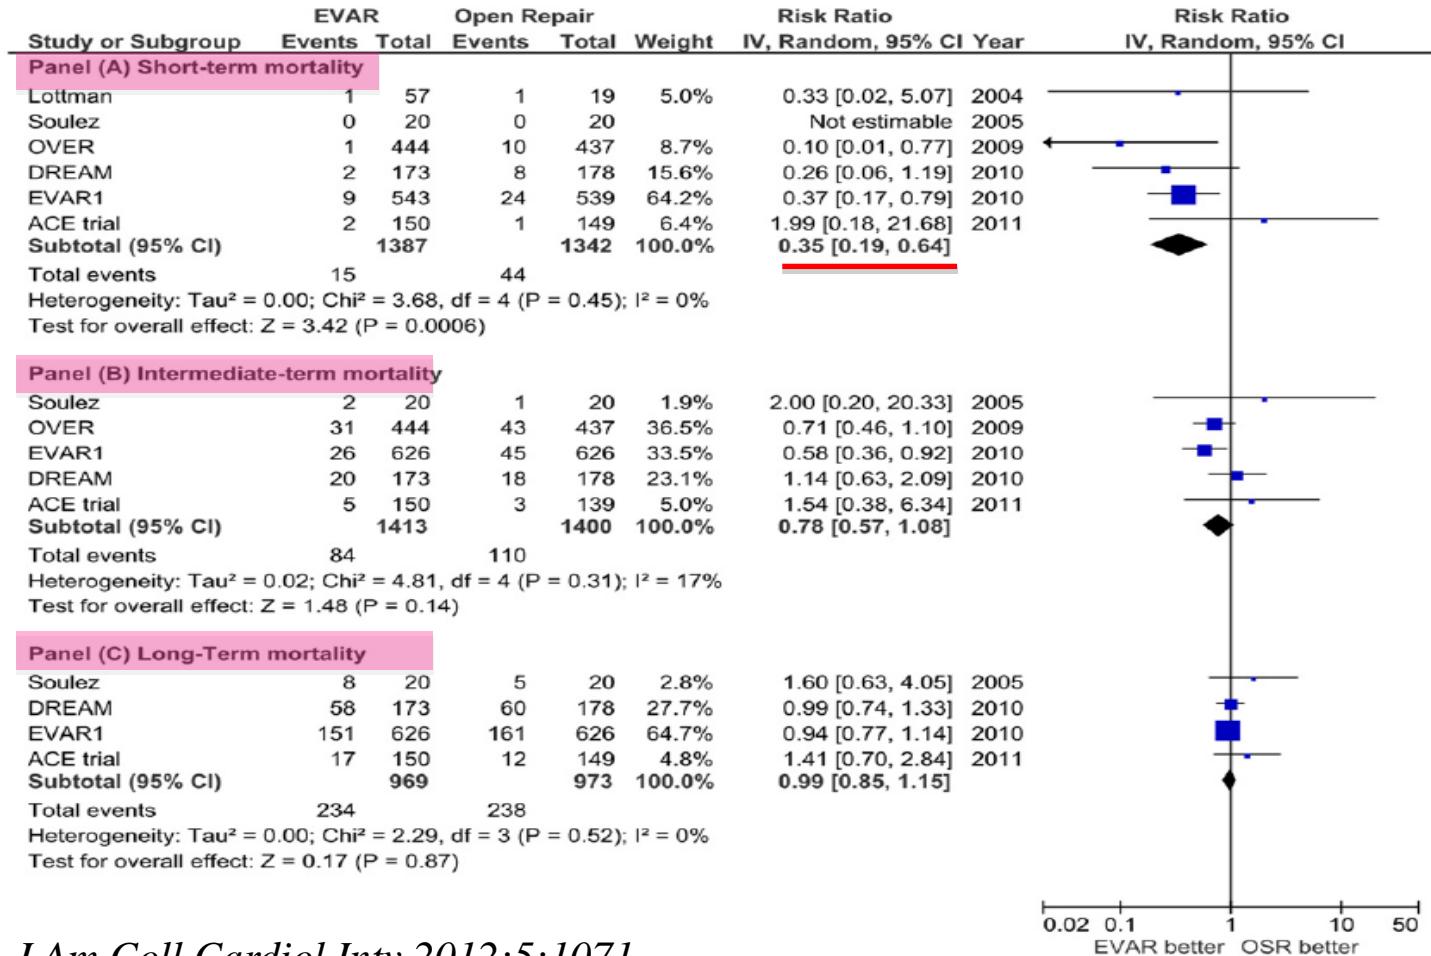 EVAR Open Repair Risk Ratio Risk Ratio
Study or Subgroup Events Total Events Total Weight IV, Random, 95% CI Year IV, Random, 95% CI
Panel (A) Short-term mortality
Lottman 1 57 1 19 5.0% 0.33 [0.02, 5.07] 2004
Soulez 0 20 0 20 Not estimable 2005
OVER 1 444 10 437 8.7% 0.10 [0.01, 0.77] 2009
DREAM 2 173 8 178 15.6% 0.26 [0.06, 1.19] 2010
EVAR1 9 543 24 539 64.2% 0.37 [0.17, 0.79] 2010
ACE trial 2 150 1 149 6.4% 1.99 [0.18, 21.68] 2011
Subtotal (95% CI) 1387 1342 100.0% 0.35 [0.19, 0.64]
Total events 15 44
Heterogeneity: Tau² = 0.00; Chi² = 3.68, df = 4 (P = 0.45); I² = 0%
Test for overall effect: Z = 3.42 (P = 0.0006)
Panel (B) Intermediate-term mortality
Soulez 2 20 1 20 1.9% 2.00 [0.20, 20.33] 2005
OVER 31 444 43 437 36.5% 0.71 [0.46, 1.10] 2009
EVAR1 26 626 45 626 33.5% 0.58 [0.36, 0.92] 2010
DREAM 20 173 18 178 23.1% 1.14 [0.63, 2.09] 2010
ACE trial 5 150 3 139 5.0% 1.54 [0.38, 6.34] 2011
Subtotal (95% CI) 1413 1400 100.0% 0.78 [0.57, 1.08]
Total events 84 110
Heterogeneity: Tau² = 0.02; Chi² = 4.81, df = 4 (P = 0.31); I² = 17%
Test for overall effect: Z = 1.48 (P = 0.14)
Panel (C) Long-Term mortality
Soulez 8 20 5 20 2.8% 1.60 [0.63, 4.05] 2005
DREAM 58 173 60 178 27.7% 0.99 [0.74, 1.33] 2010
EVAR1 151 626 161 626 64.7% 0.94 [0.77, 1.14] 2010
ACE trial 17 150 12 149 4.8% 1.41 [0.70, 2.84] 2011
Subtotal (95% CI) 969 973 100.0% 0.99 [0.85, 1.15]
Total events 234 238
Heterogeneity: Tau² = 0.00; Chi² = 2.29, df = 3 (P = 0.52); I² = 0%
Test for overall effect: Z = 0.17 (P = 0.87)
0.02 0.1 1 10 50
EVAR better OSR better
J Am Coll Cardiol Intv 2012;5:1071